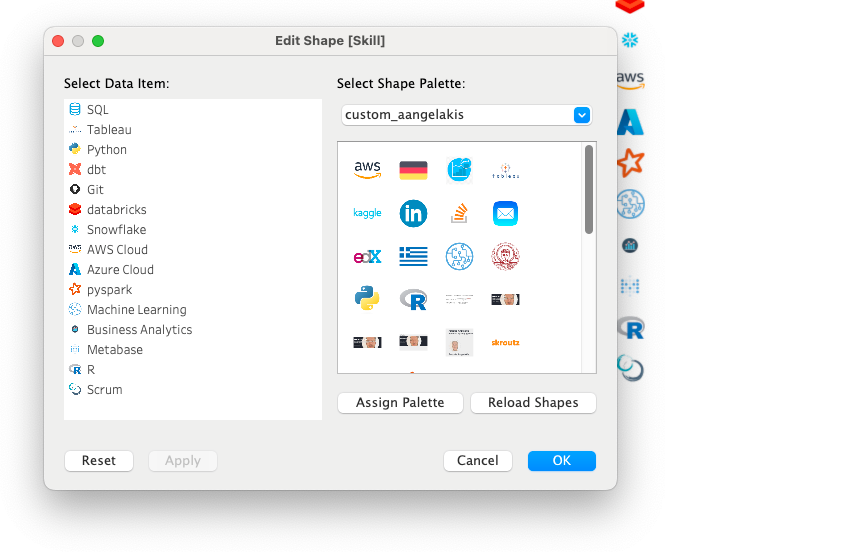 Edit Shape [Skill]
Select Data Item:
SQL
Tableau
Python
dbt
Git
databricks
Snowflake
AWS Cloud
Azure Cloud
pyspark
Machine Learning
Business Analytics
Metabase
R
Scrum
Select Shape Palette:
custom_aangelakis
aws
tableau
kaggle
in
edX
R
skroutz
Assign Palette
Reload Shapes
Reset
Apply
Cancel
OK
aws
R